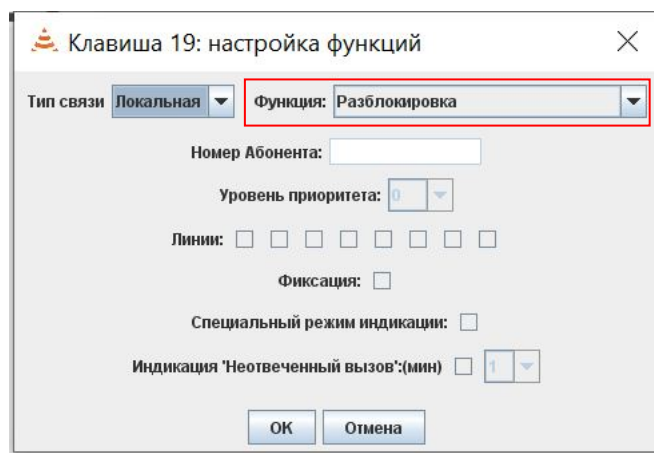 Клавиша 19: настройка функций
Тип связи Локальная Функция: Разблокировка
Номер Абонента:
Уровень приоритета: 0
Линии:
Фиксация:
Специальный режим индикации:
Индикация 'Неотвеченный вызов':(мин) 1
ОК Отмена